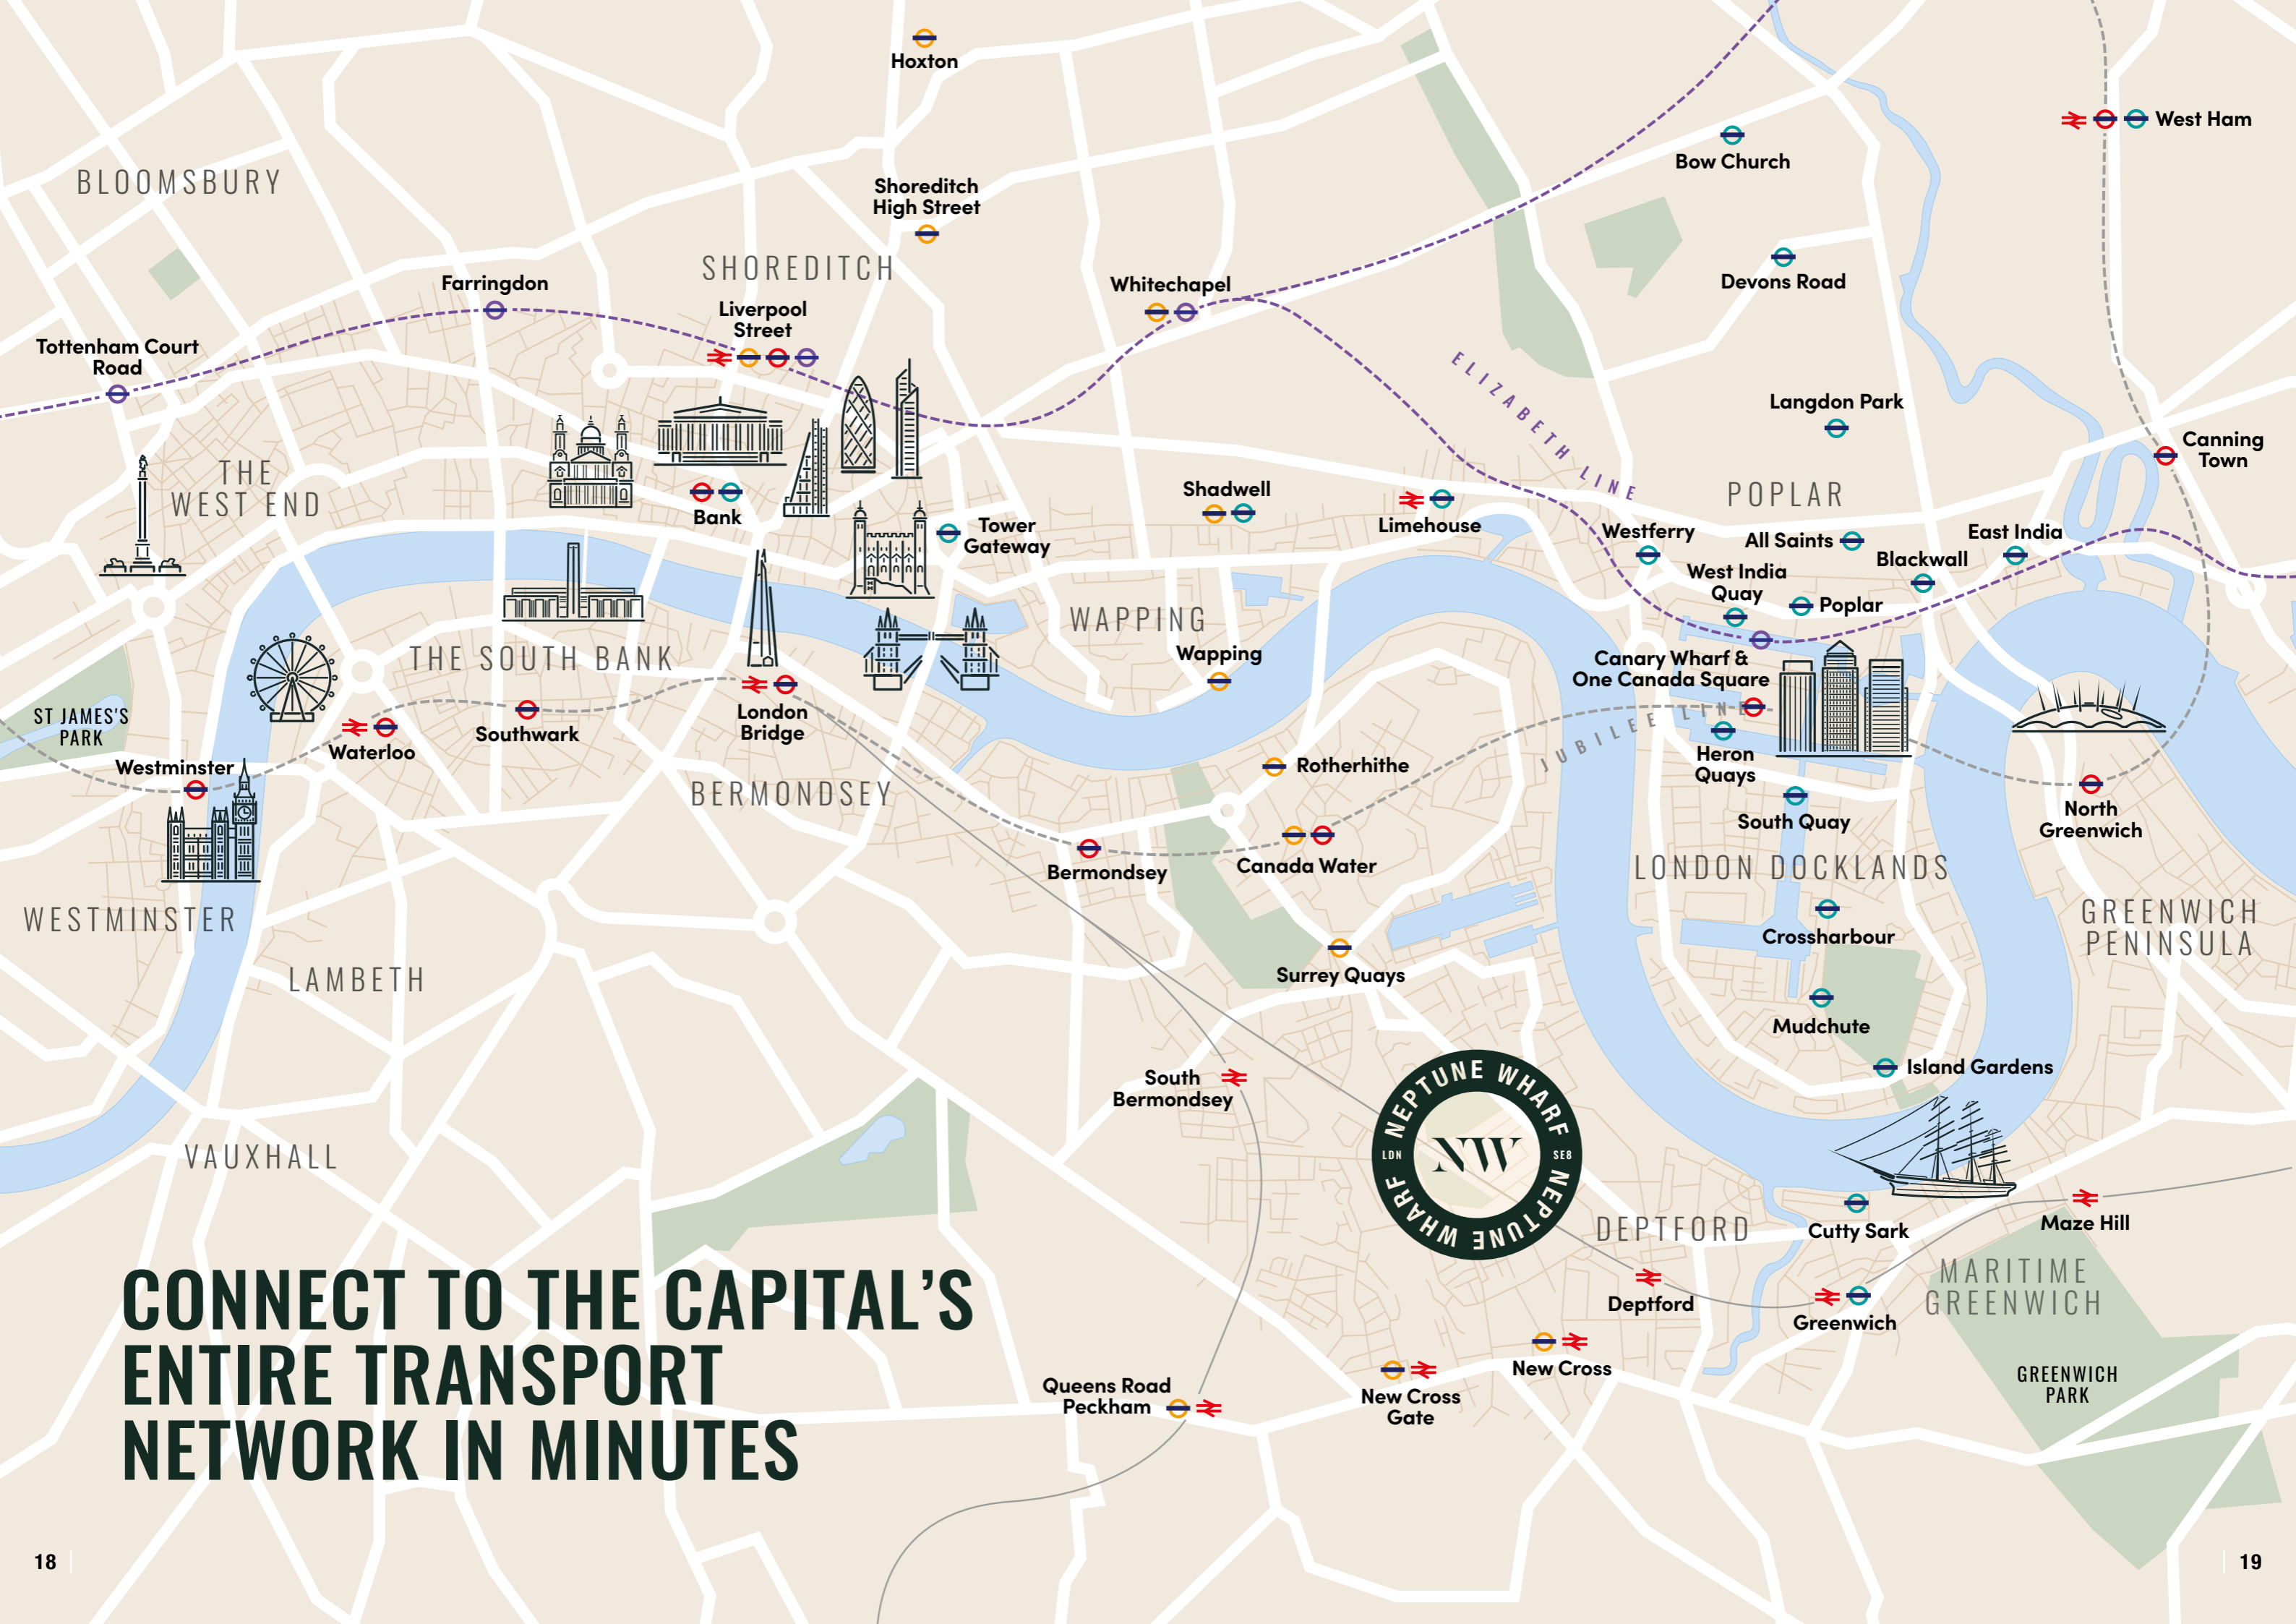 Hoxton
West Ham
Bow Church
BLOOMSBURY
Shoreditch
High Street
SHOREDITCH
Devons Road
Farringdon
Whitechapel
Liverpool
Street
Tottenham Court
Road
ELIZABETH LINE
Langdon Park
Canning
Town
THE
WEST END
Shadwell
POPLAR
Bank
Limehouse
Tower
Gateway
Westferry
All Saints
East India
Blackwall
West India
Quay
Poplar
WAPPING
Wapping
THE SOUTH BANK
Canary Wharf &
One Canada Square
ST JAMES'S
PARK
London
Bridge
Southwark
Waterloo
JUBILEE LINE
Heron
Quays
Westminster
Rotherhithe
BERMONDSEY
North
Greenwich
South Quay
Bermondsey
Canada Water
LONDON DOCKLANDS
WESTMINSTER
GREENWICH
PENINSULA
Crossharbour
LAMBETH
Surrey Quays
Mudchute
Island Gardens
South
Bermondsey
NEPTUNE WHARF
LDN
NW
SE8
NEPTUNE WHARF
VAUXHALL
DEPTFORD
Cutty Sark
Maze Hill
MARITIME
GREENWICH
Deptford
Greenwich
CONNECT TO THE CAPITAL’S
ENTIRE TRANSPORT
NETWORK IN MINUTES
New Cross
GREENWICH
PARK
Queens Road
Peckham
New Cross
Gate
18
19